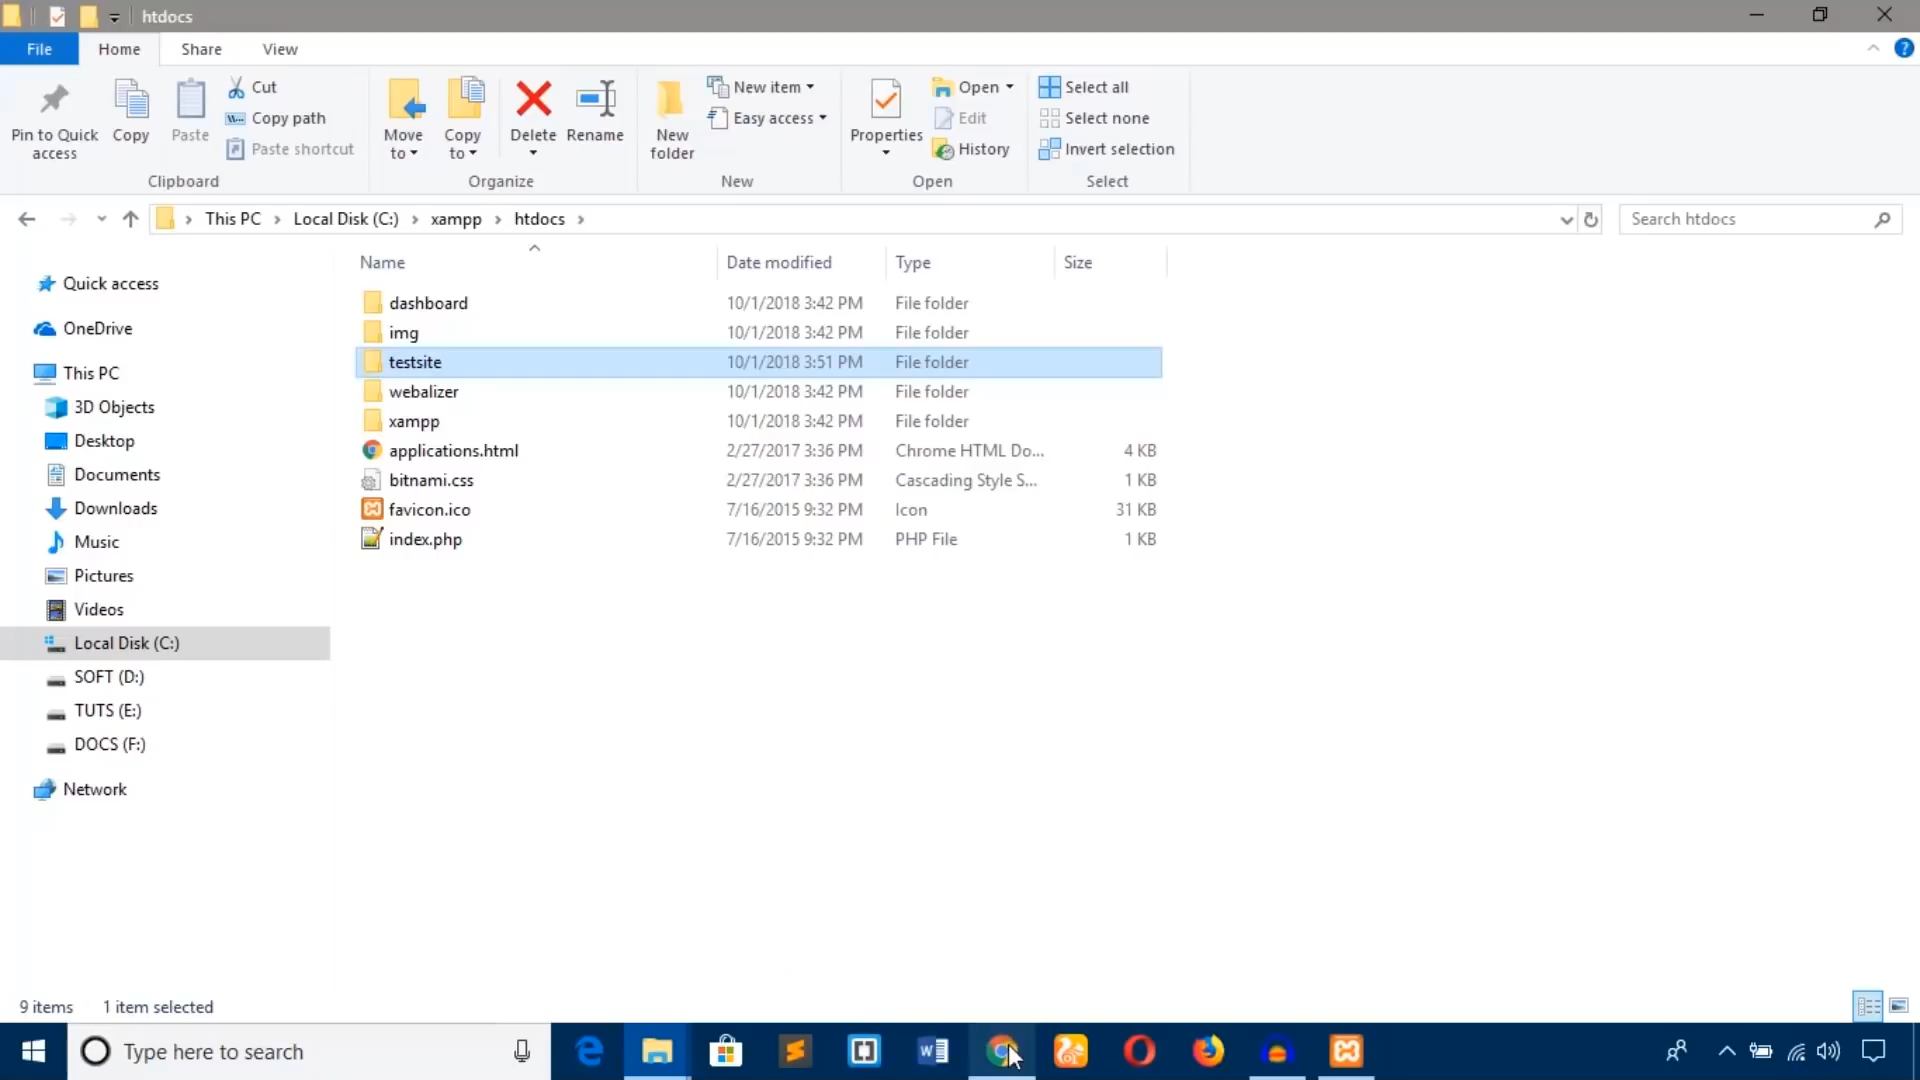 htdocs
File Home Share View
Pin to Quick access
Copy
Paste
Cut
Copy path
Paste shortcut
Clipboard
Move to
Copy to
Delete
Rename
Organize
New folder
New item
Easy access
New
Properties
Open
Edit
History
Open
Select all
Select none
Invert selection
Select
This PC Local Disk (C:) xampp htdocs
Search htdocs
Quick access
OneDrive
This PC
3D Objects
Desktop
Documents
Downloads
Music
Pictures
Videos
Local Disk (C:)
SOFT (D:)
TUTS (E:)
DOCS (F:)
Network
Name Date modified Type Size
dashboard 10/1/2018 3:42 PM File folder
img 10/1/2018 3:42 PM File folder
testsite 10/1/2018 3:51 PM File folder
webalizer 10/1/2018 3:42 PM File folder
xampp 10/1/2018 3:42 PM File folder
applications.html 2/27/2017 3:36 PM Chrome HTML Do... 4 KB
bitnami.css 2/27/2017 3:36 PM Cascading Style S... 1 KB
favicon.ico 7/16/2015 9:32 PM Icon 31 KB
index.php 7/16/2015 9:32 PM PHP File 1 KB
9 items 1 item selected
Type here to search